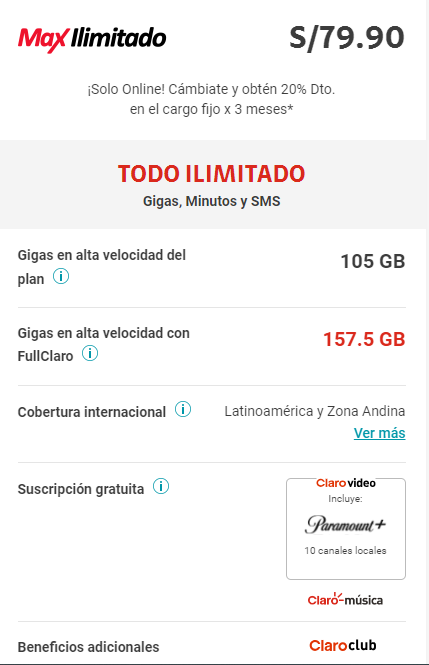 Max Ilimitado
S/79.90
¡Solo Online! Cámbiate y obtén 20% Dto.
en el cargo fijo x 3 meses*
TODO ILIMITADO
Gigas, Minutos y SMS
Gigas en alta velocidad del
plan
105 GB
Gigas en alta velocidad con
FullClaro
157.5 GB
Cobertura internacional
Latinoamérica y Zona Andina
Ver más
Suscripción gratuita
Claro video
Incluye:
Paramount+
10 canales locales
Claro música
Beneficios adicionales
Claro club